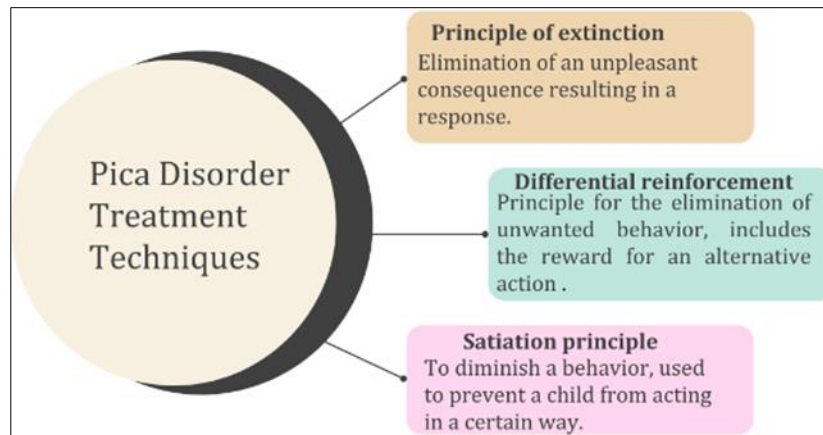 Pica Disorder
Treatment
Techniques
Principle of extinction
Elimination of an unpleasant
consequence resulting in a
response.
Differential reinforcement
Principle for the elimination of
unwanted behavior, includes
the reward for an alternative
action .
Satiation principle
To diminish a behavior, used
to prevent a child from acting
in a certain way.